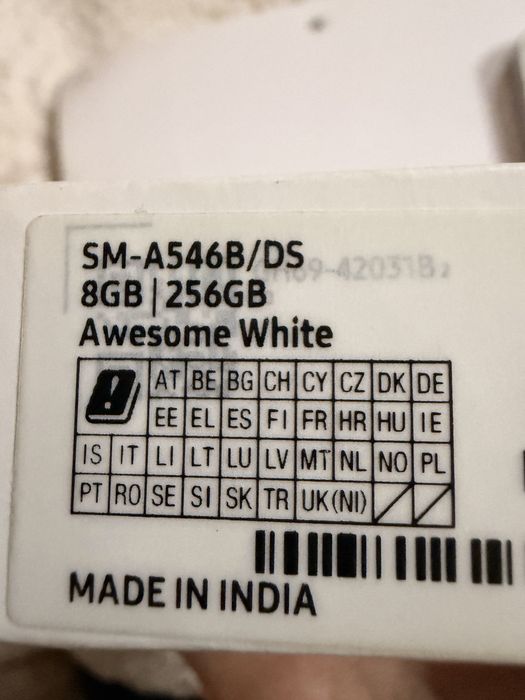 SM-A546B/DS
8GB | 256GB
Awesome White
AT BE BG CH CY CZ DK DE
EE EL ES FI FR HR HU IE
IS IT LI LT LU LV MT NL NO PL
PT RO SE SI SK TR UK(NI)
MADE IN INDIA